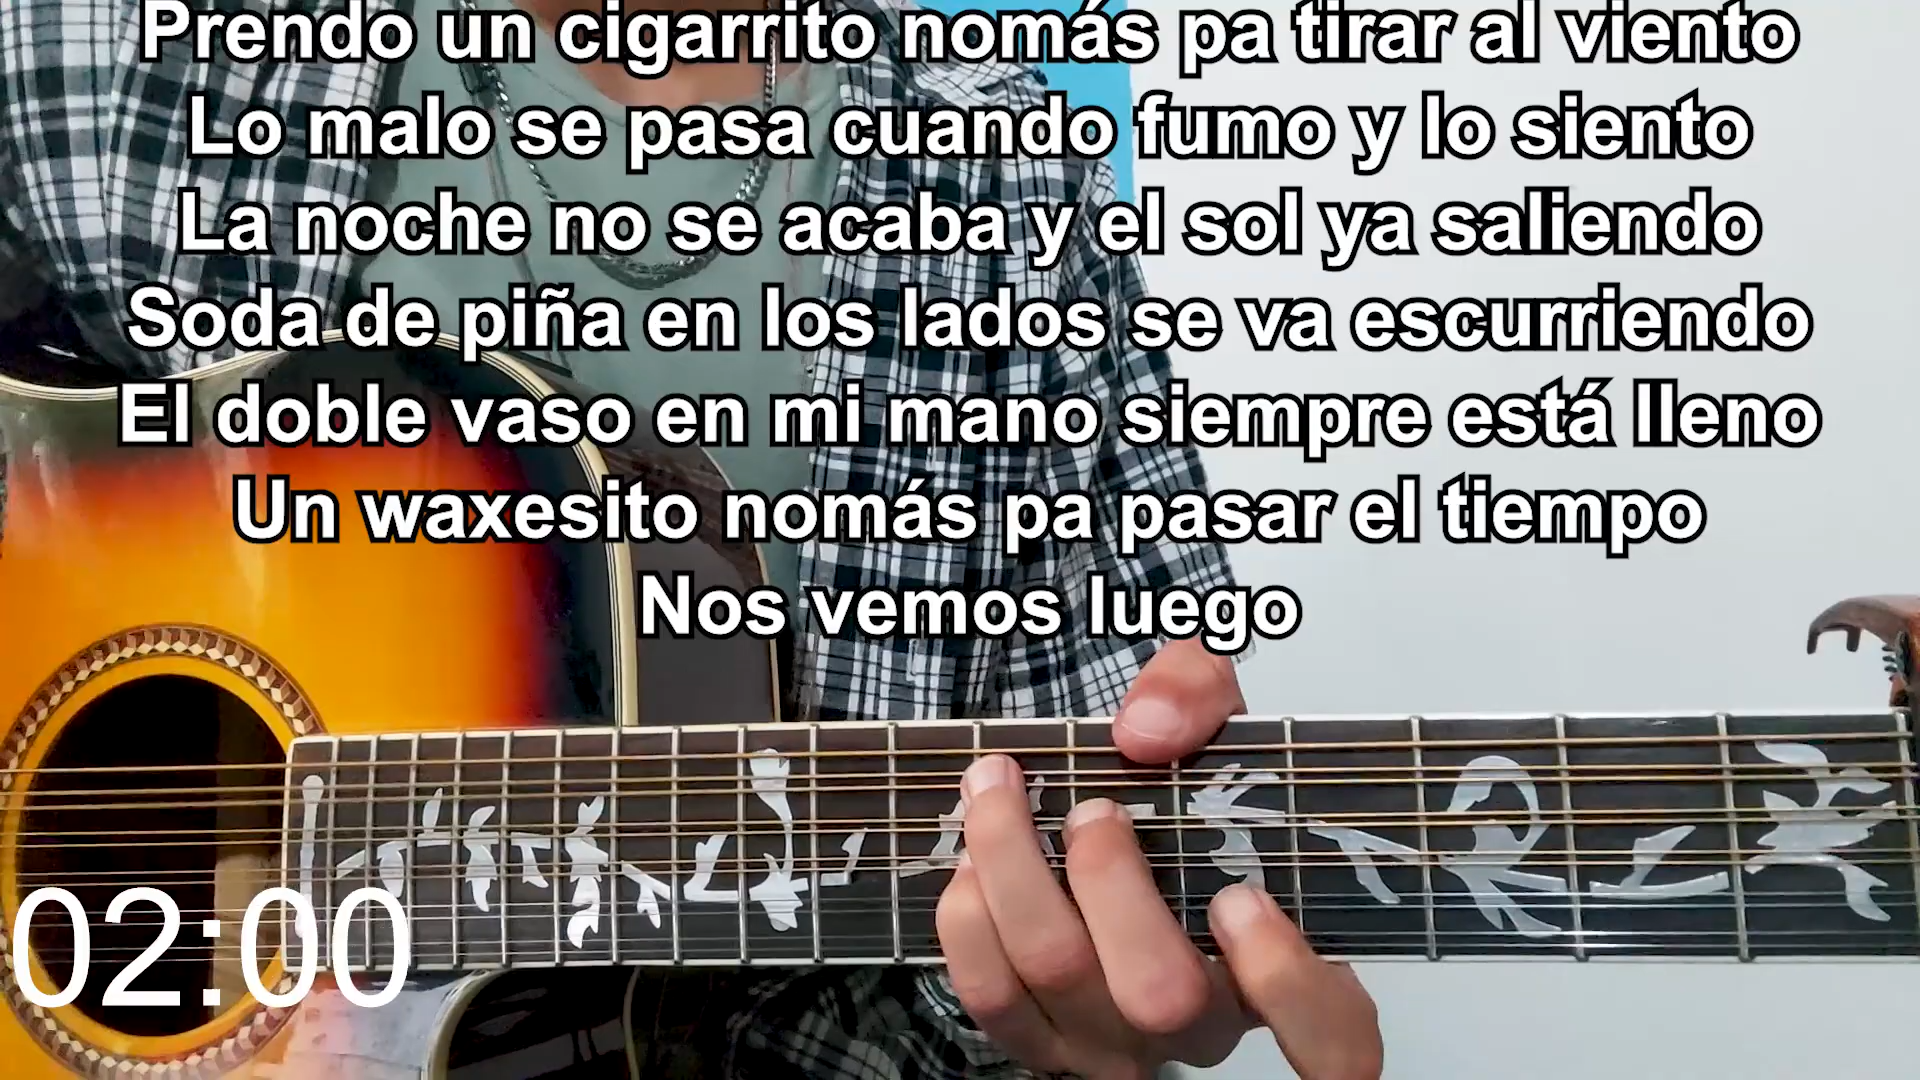 Prendo un cigarrito nomás pa tirar al viento
Lo malo se pasa cuando fumo y lo siento
La noche no se acaba y el sol ya saliendo
Soda de piña en los lados se va escurriendo
El doble vaso en mi mano siempre está lleno
Un waxesito nomás pa pasar el tiempo
Nos vemos luego
02:00